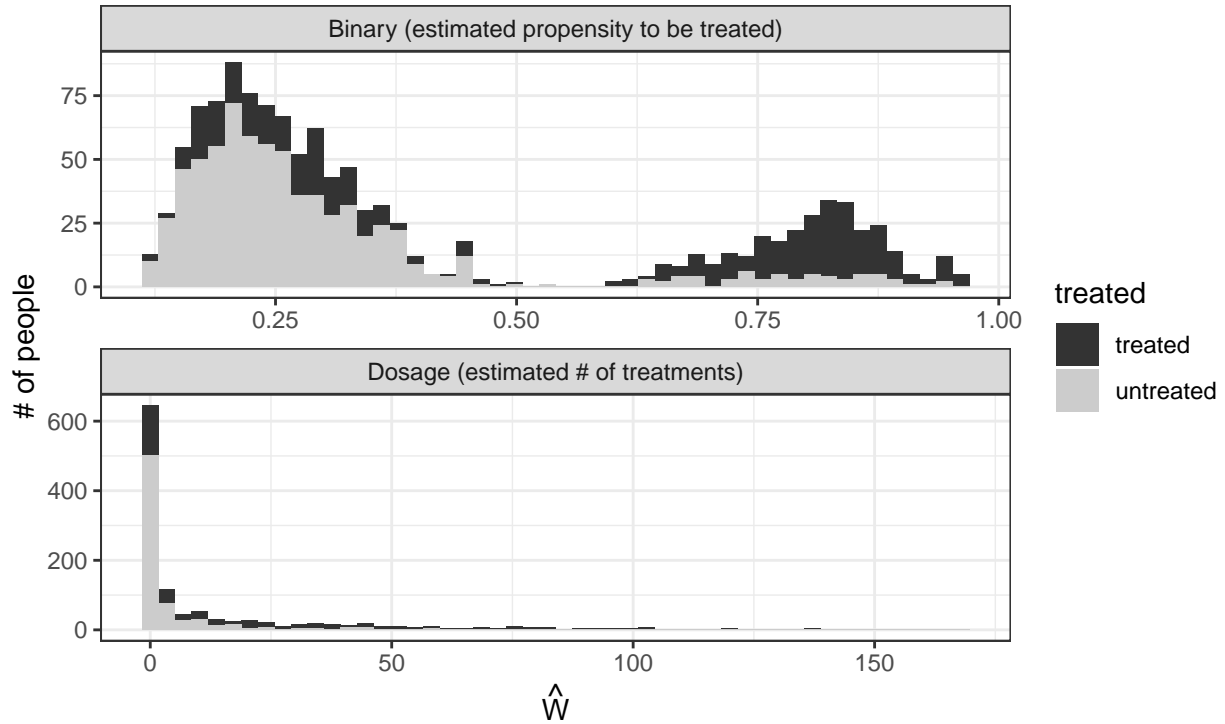 Binary (estimated propensity to be treated)
75
50
25
0
0.25 0.50 0.75 1.00
# of people
Dosage (estimated # of treatments)
600
400
200
0
0 50 100 150
Ŵ
treated
treated
untreated